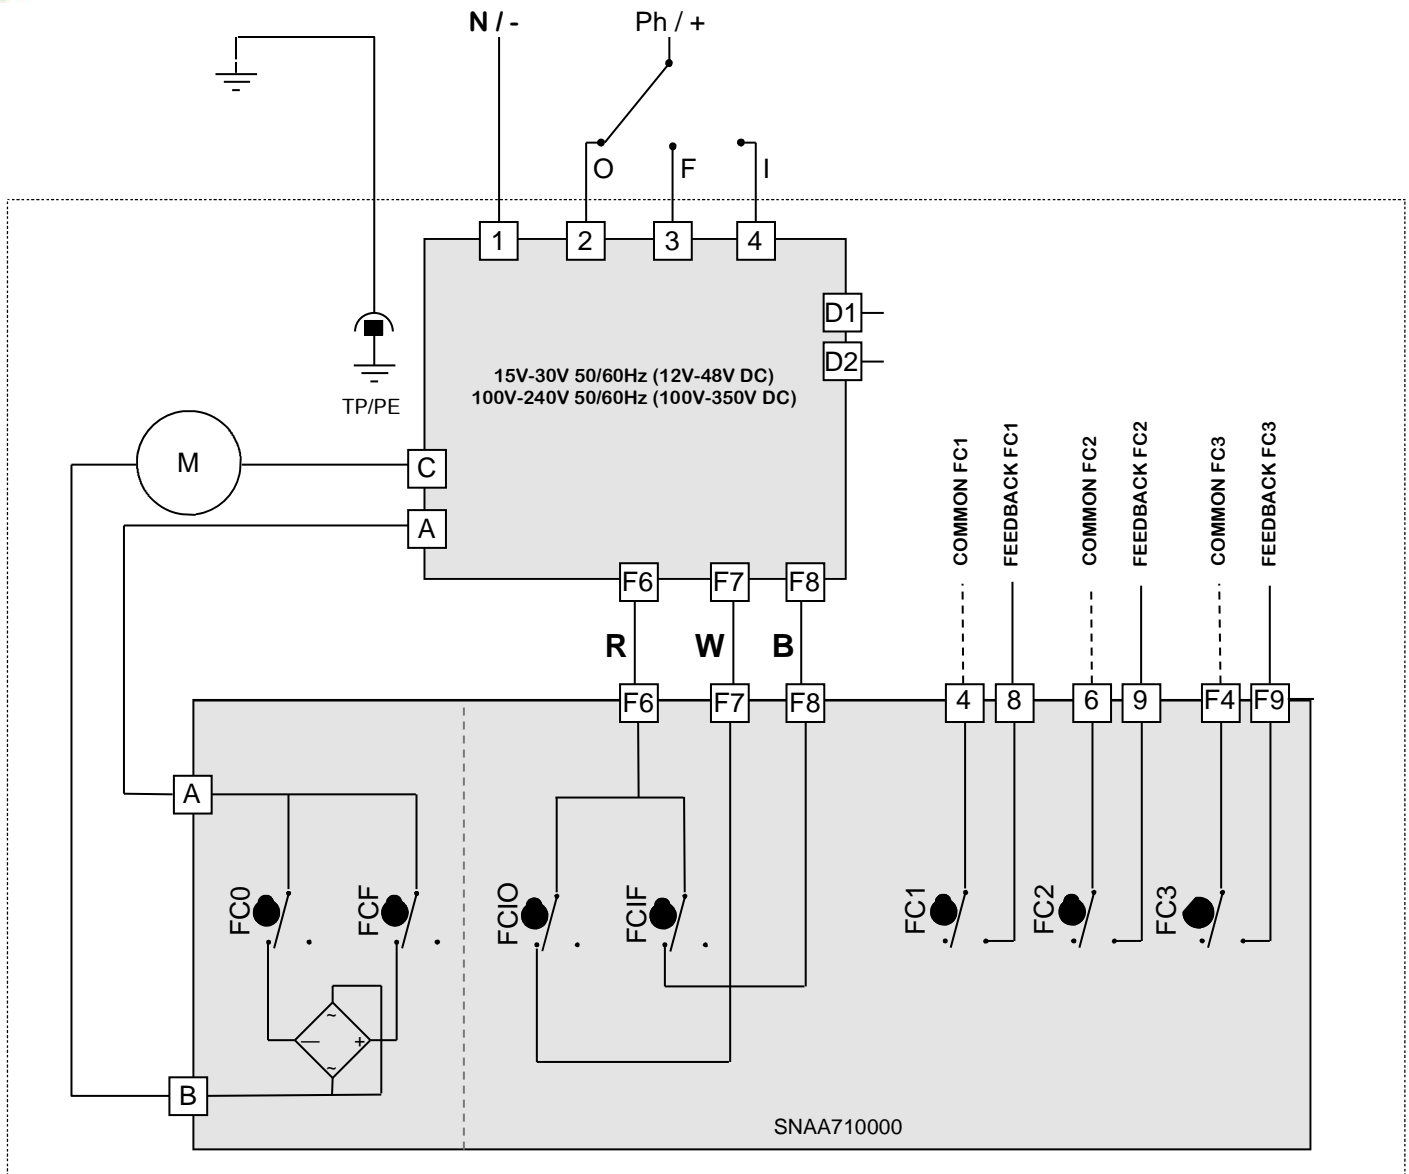 N / -
Ph / +
O
F
I
1
2
3
4
D1
D2
15V-30V 50/60Hz (12V-48V DC)
100V-240V 50/60Hz (100V-350V DC)
TP/PE
M
C
A
F6
F7
F8
R
W
B
COMMON FC1
FEEDBACK FC1
COMMON FC2
FEEDBACK FC2
COMMON FC3
FEEDBACK FC3
F6
F7
F8
4
8
6
9
F4
F9
A
FC0
FCF
FCIO
FCIF
FC1
FC2
FC3
~
— +
~
B
SNAA710000